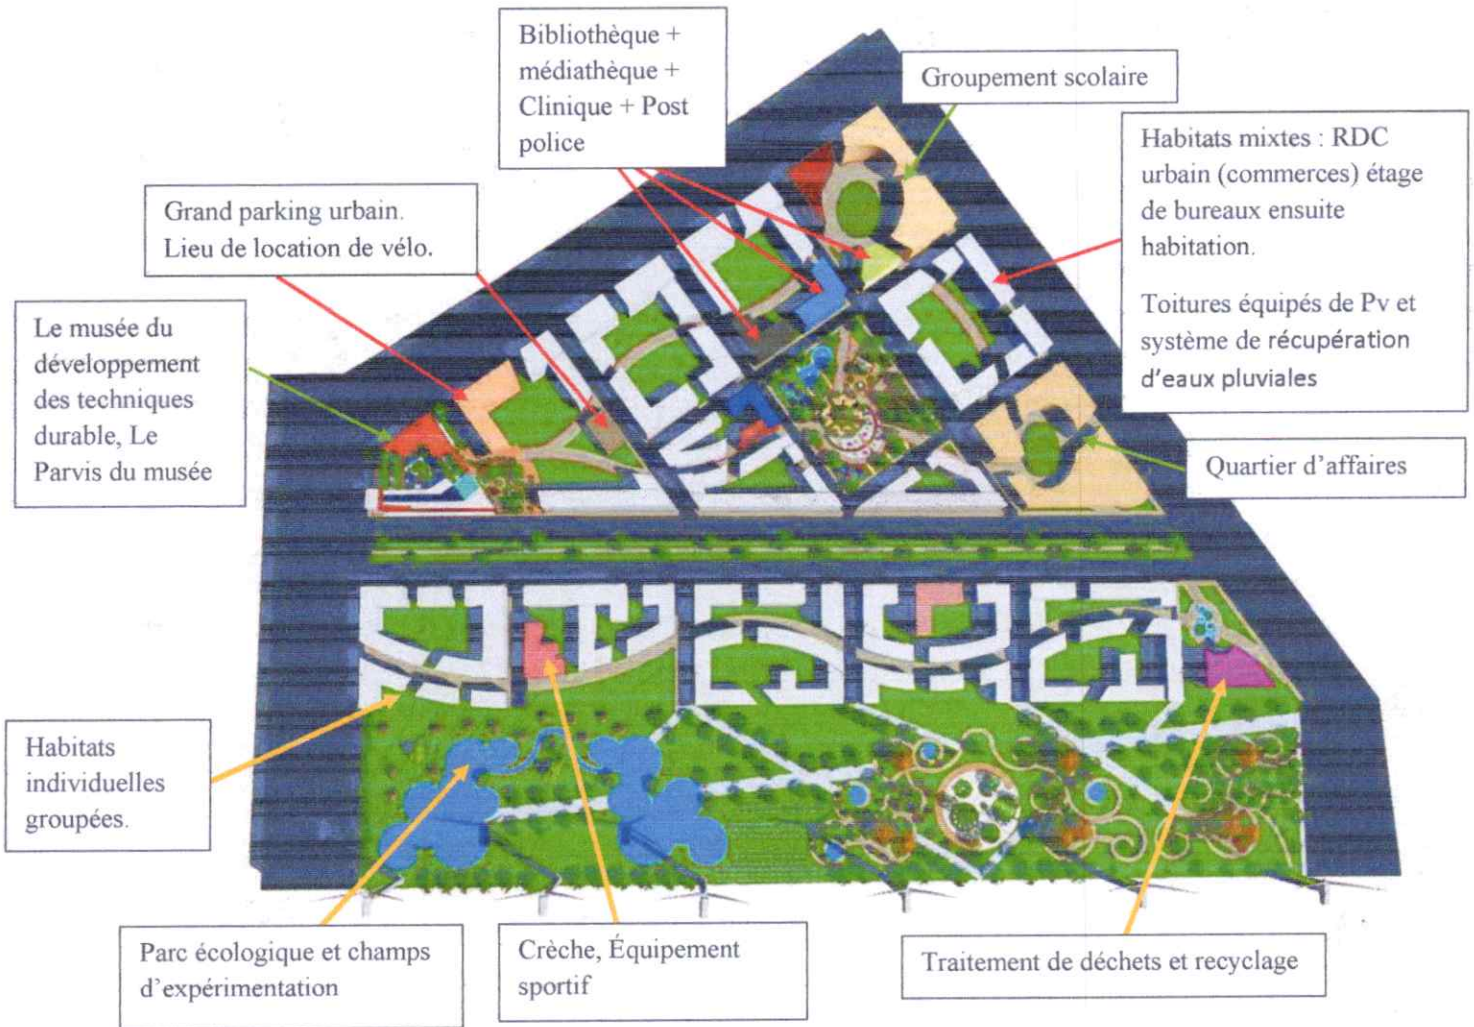 Bibliothèque +
médiathèque +
Clinique + Post
police
Groupement scolaire
Habitats mixtes : RDC
urbain (commerces) étage
de bureaux ensuite
habitation.
Toitures équipés de Pv et
système de récupération
d'eaux pluviales
Grand parking urbain.
Lieu de location de vélo.
Le musée du
développement
des techniques
durable, Le
Parvis du musée
Quartier d'affaires
Habitats
individuelles
groupées.
Parc écologique et champs
d'expérimentation
Crèche, Équipement
sportif
Traitement de déchets et recyclage